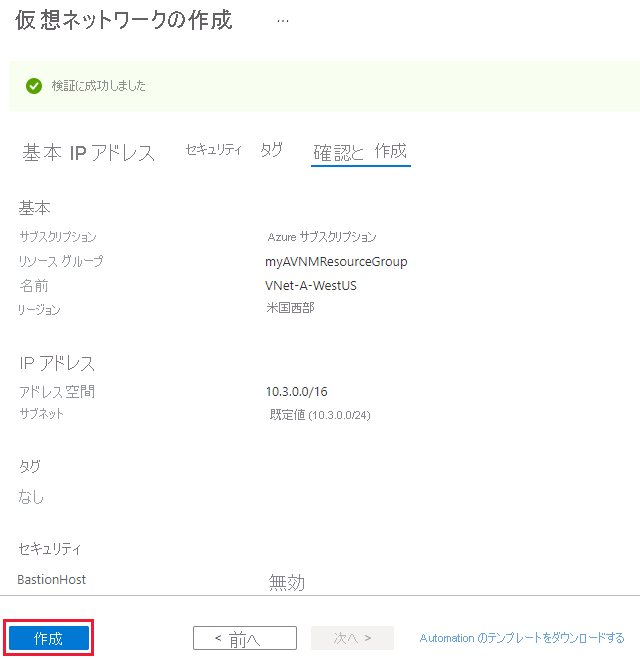 仮想ネットワークの作成 ...
検証に成功しました
基本 IP アドレス セキュリティ タグ 確認と 作成
基本
サブスクリプション Azure サブスクリプション
リソース グループ myAVNMResourceGroup
名前 VNet-A-WestUS
リージョン 米国西部
IP アドレス
アドレス空間 10.3.0.0/16
サブネット 既定値 (10.3.0.0/24)
タグ
なし
セキュリティ
BastionHost 無効
作成 < 前へ 次へ > Automation のテンプレートをダウンロードする